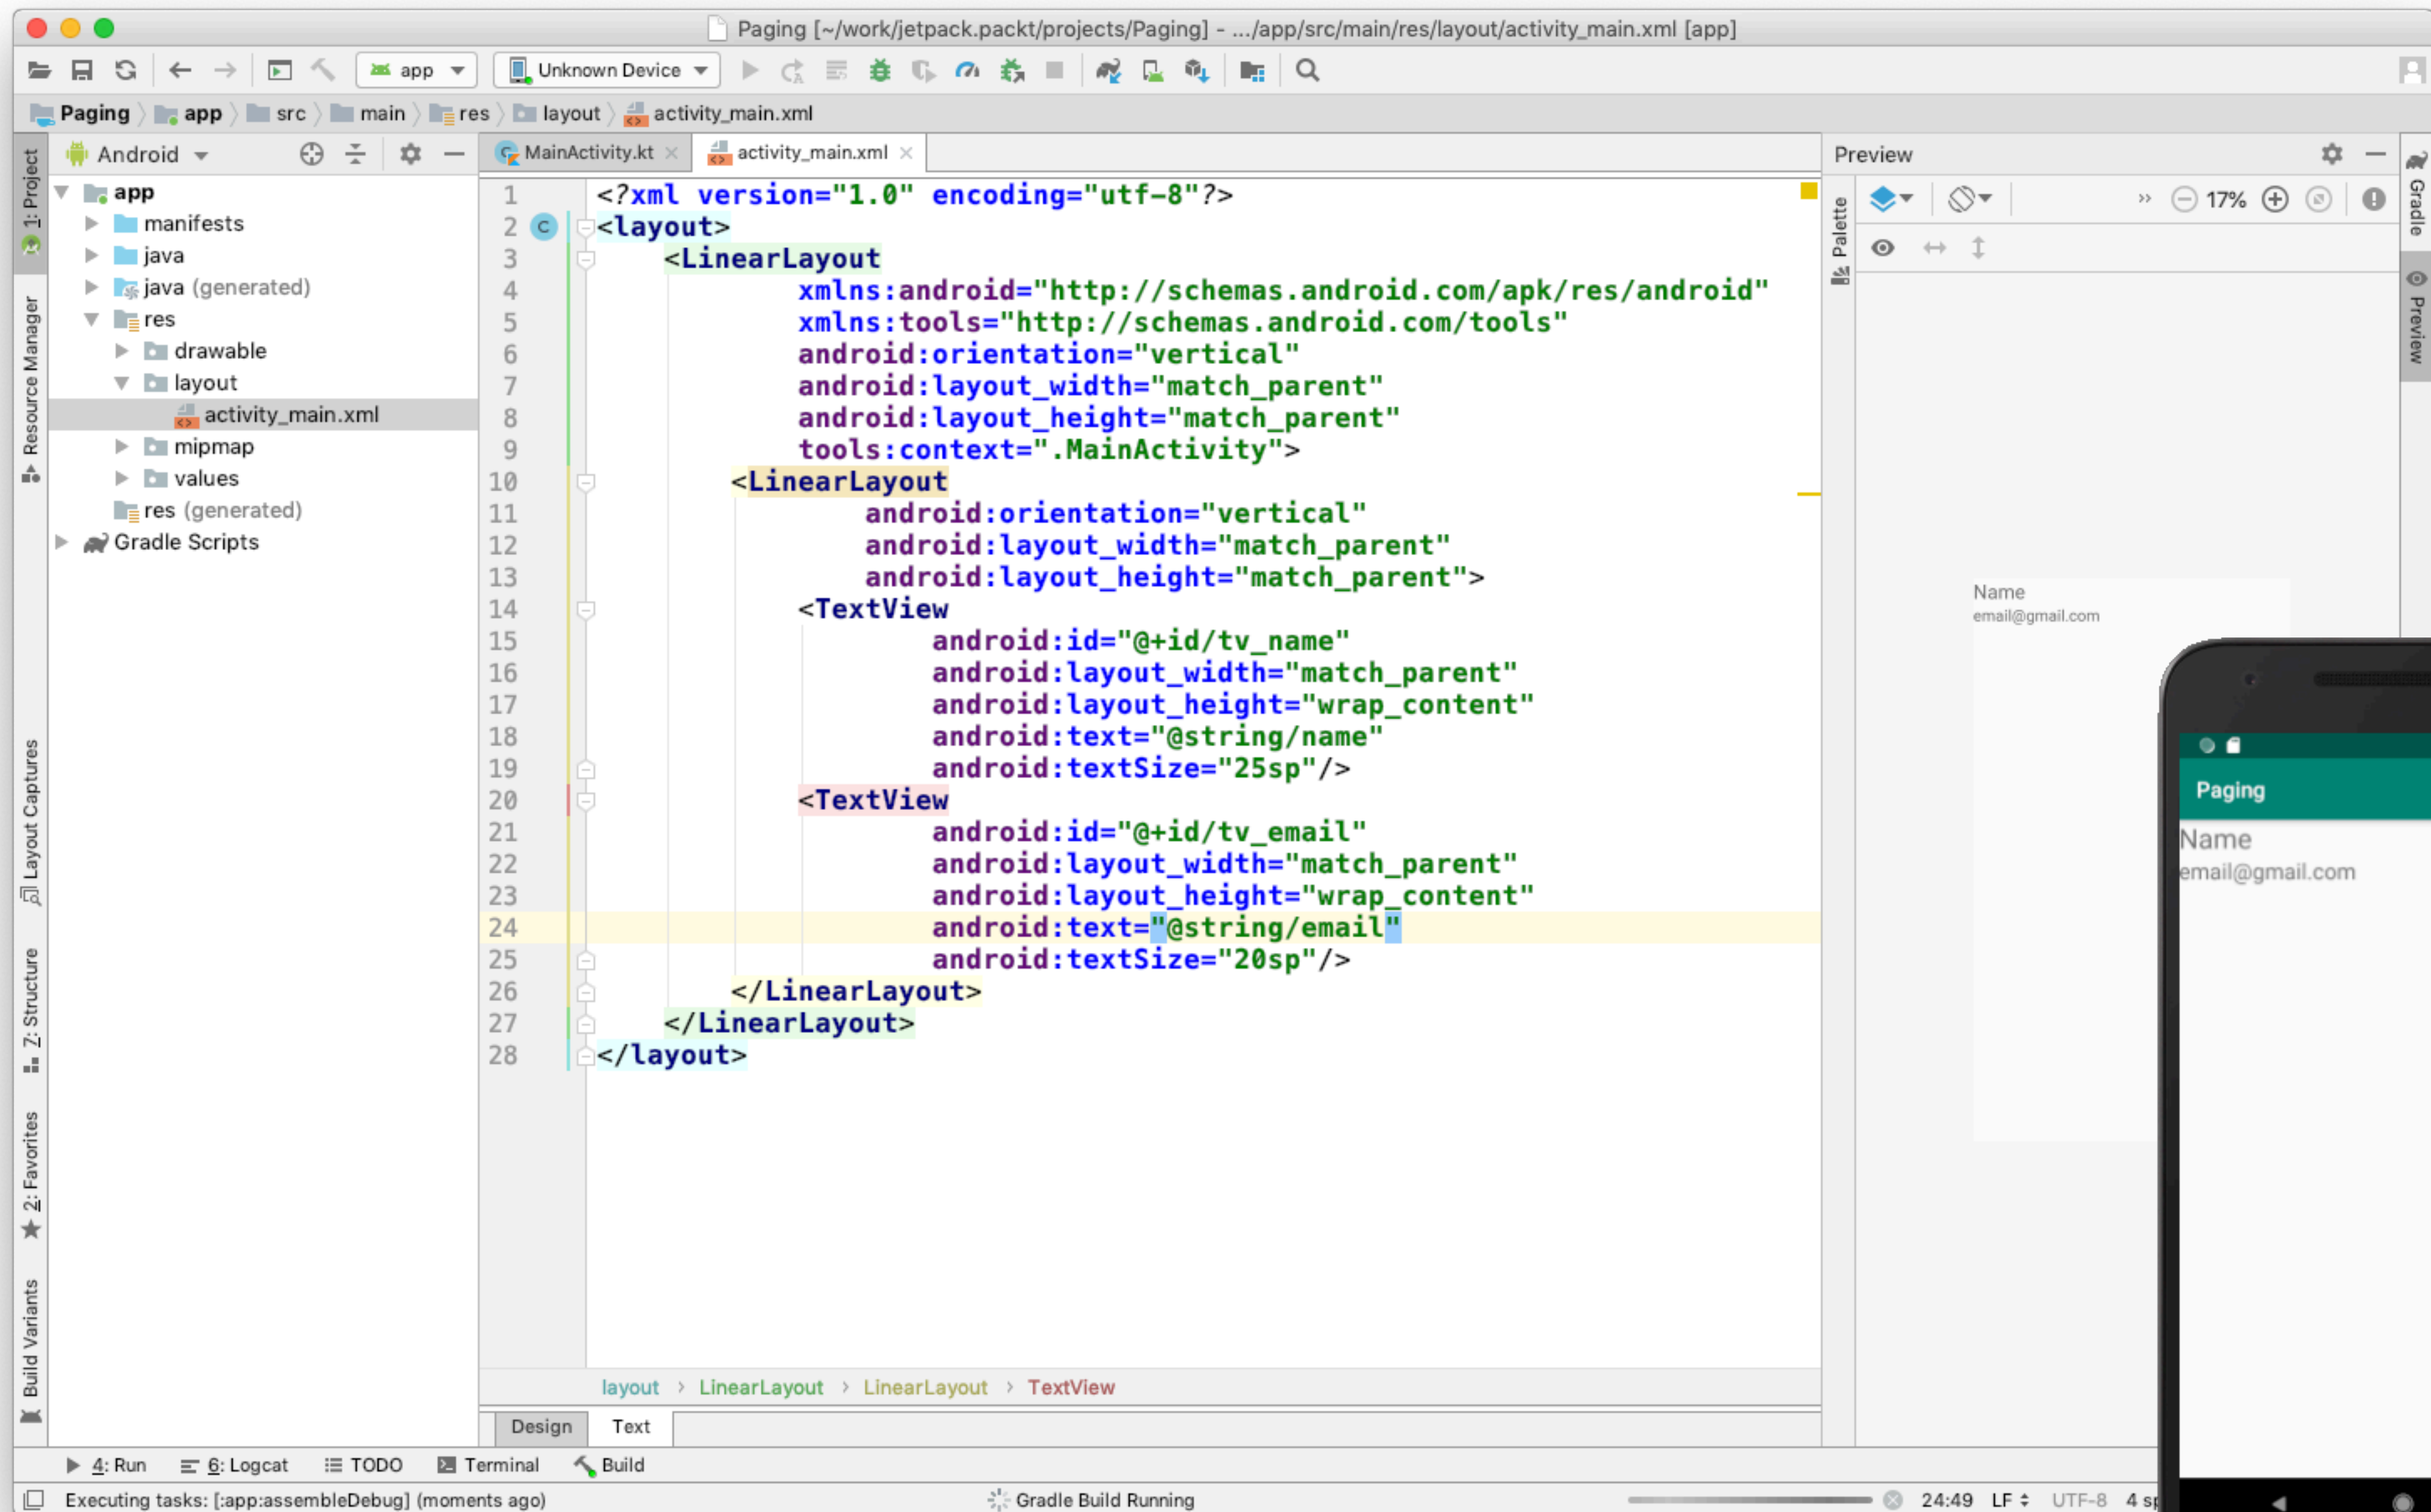 Paging [~/work/jetpack.packt/projects/Paging] - .../app/src/main/res/layout/activity_main.xml [app]
app
Unknown Device
Paging
app
src
main
res
layout
activity_main.xml
1: Project
Resource Manager
Layout Captures
7: Structure
2: Favorites
Build Variants
Android
app
manifests
java
java (generated)
res
drawable
layout
activity_main.xml
mipmap
values
res (generated)
Gradle Scripts
MainActivity.kt
activity_main.xml
1 <?xml version="1.0" encoding="utf-8"?>
2 <layout>
3 <LinearLayout
4 xmlns:android="http://schemas.android.com/apk/res/android"
5 xmlns:tools="http://schemas.android.com/tools"
6 android:orientation="vertical"
7 android:layout_width="match_parent"
8 android:layout_height="match_parent"
9 tools:context=".MainActivity">
10 <LinearLayout
11 android:orientation="vertical"
12 android:layout_width="match_parent"
13 android:layout_height="match_parent">
14 <TextView
15 android:id="@+id/tv_name"
16 android:layout_width="match_parent"
17 android:layout_height="wrap_content"
18 android:text="@string/name"
19 android:textSize="25sp"/>
20 <TextView
21 android:id="@+id/tv_email"
22 android:layout_width="match_parent"
23 android:layout_height="wrap_content"
24 android:text="@string/email"
25 android:textSize="20sp"/>
26 </LinearLayout>
27 </LinearLayout>
28 </layout>
layout › LinearLayout › LinearLayout › TextView
Design
Text
Preview
Palette
17%
Gradle
Preview
Name
email@gmail.com
Paging
Name
email@gmail.com
4: Run
6: Logcat
TODO
Terminal
Build
Executing tasks: [:app:assembleDebug] (moments ago)
Gradle Build Running
24:49
LF
UTF-8
4